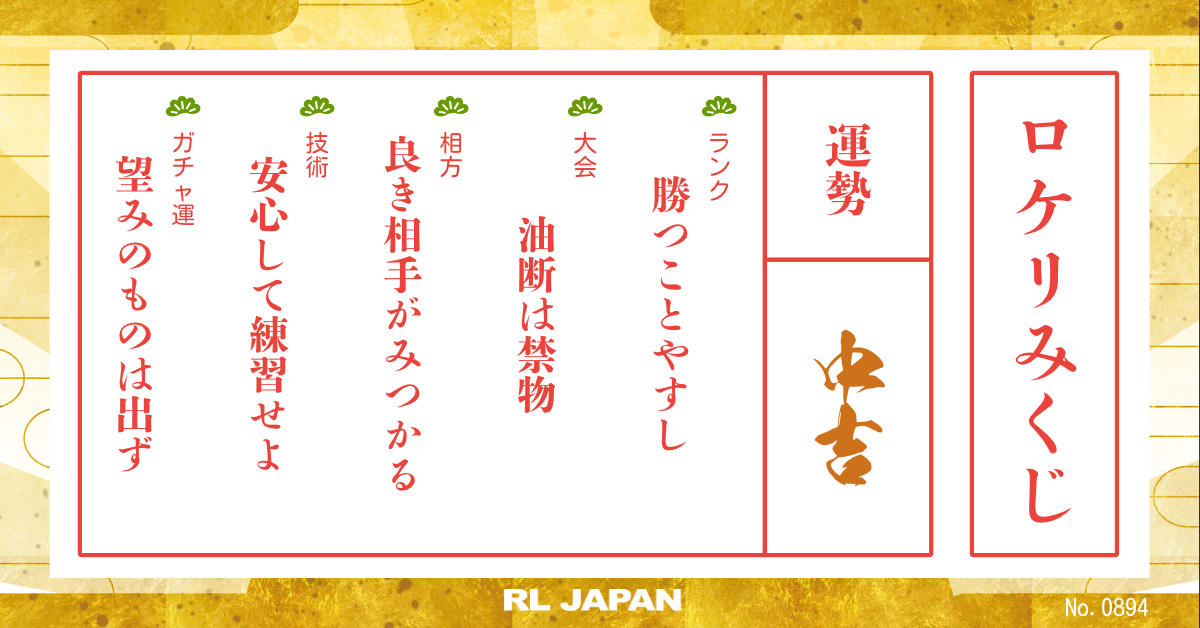 ロケリみくじ
運勢
中吉
ランク
勝つことやすし
大会
油断は禁物
相方
良き相手がみつかる
技術
安心して練習せよ
ガチャ運
望みのものは出ず
RL JAPAN
No. 0894